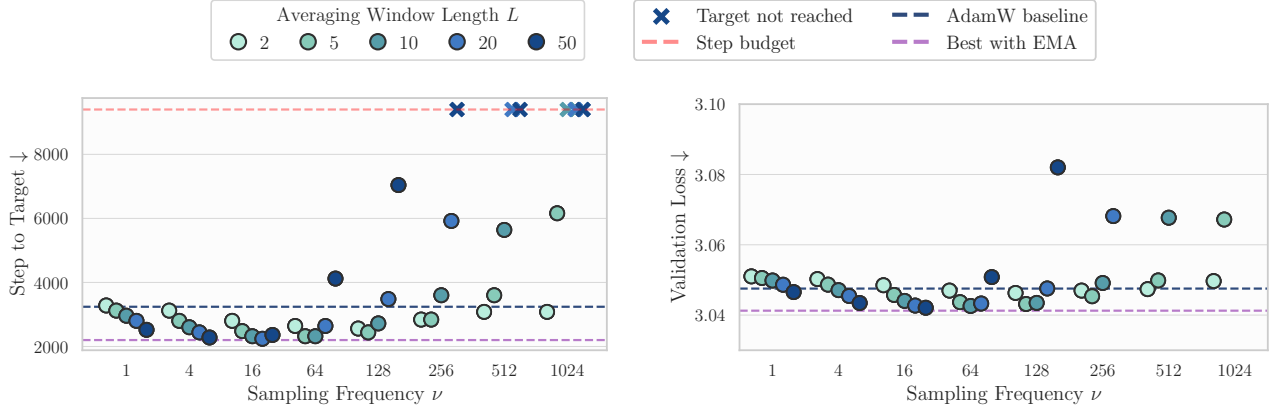 Averaging Window Length L
2 5 10 20 50
Target not reached
AdamW baseline
Step budget
Best with EMA
Step to Target ↓
8000
6000
4000
2000
1 4 16 64 128 256 512 1024
Sampling Frequency ν
Validation Loss ↓
3.10
3.08
3.06
3.04
1 4 16 64 128 256 512 1024
Sampling Frequency ν